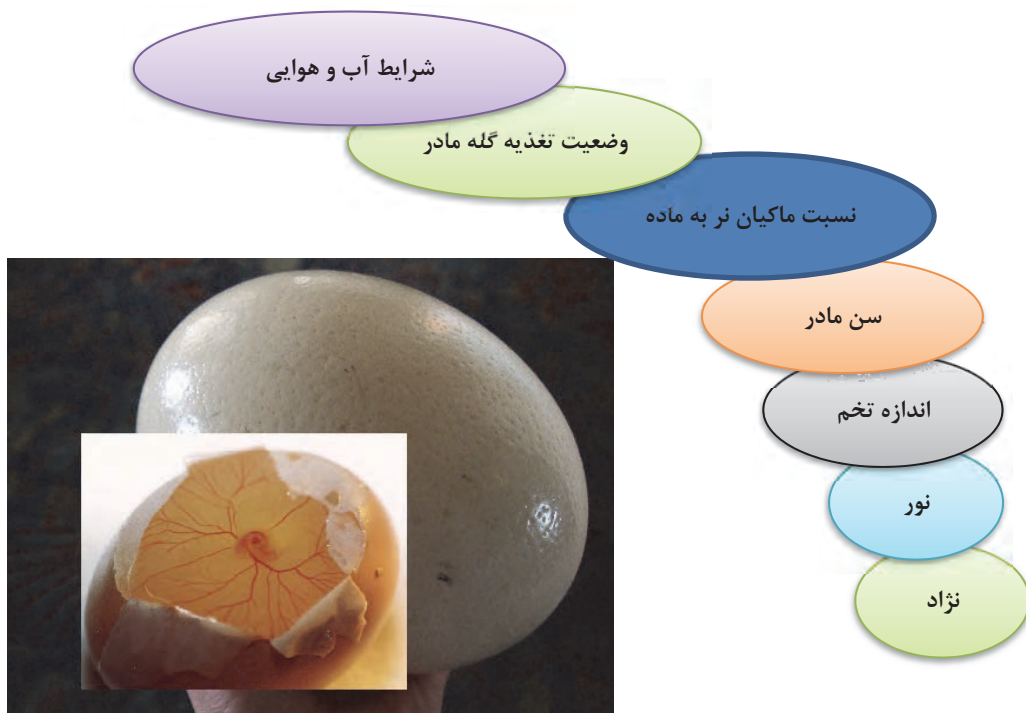 شرایط آب و هوایی
وضعیت تغذیه گله مادر
نسبت ماکیان نر به ماده
سن مادر
اندازه تخم
نور
نژاد